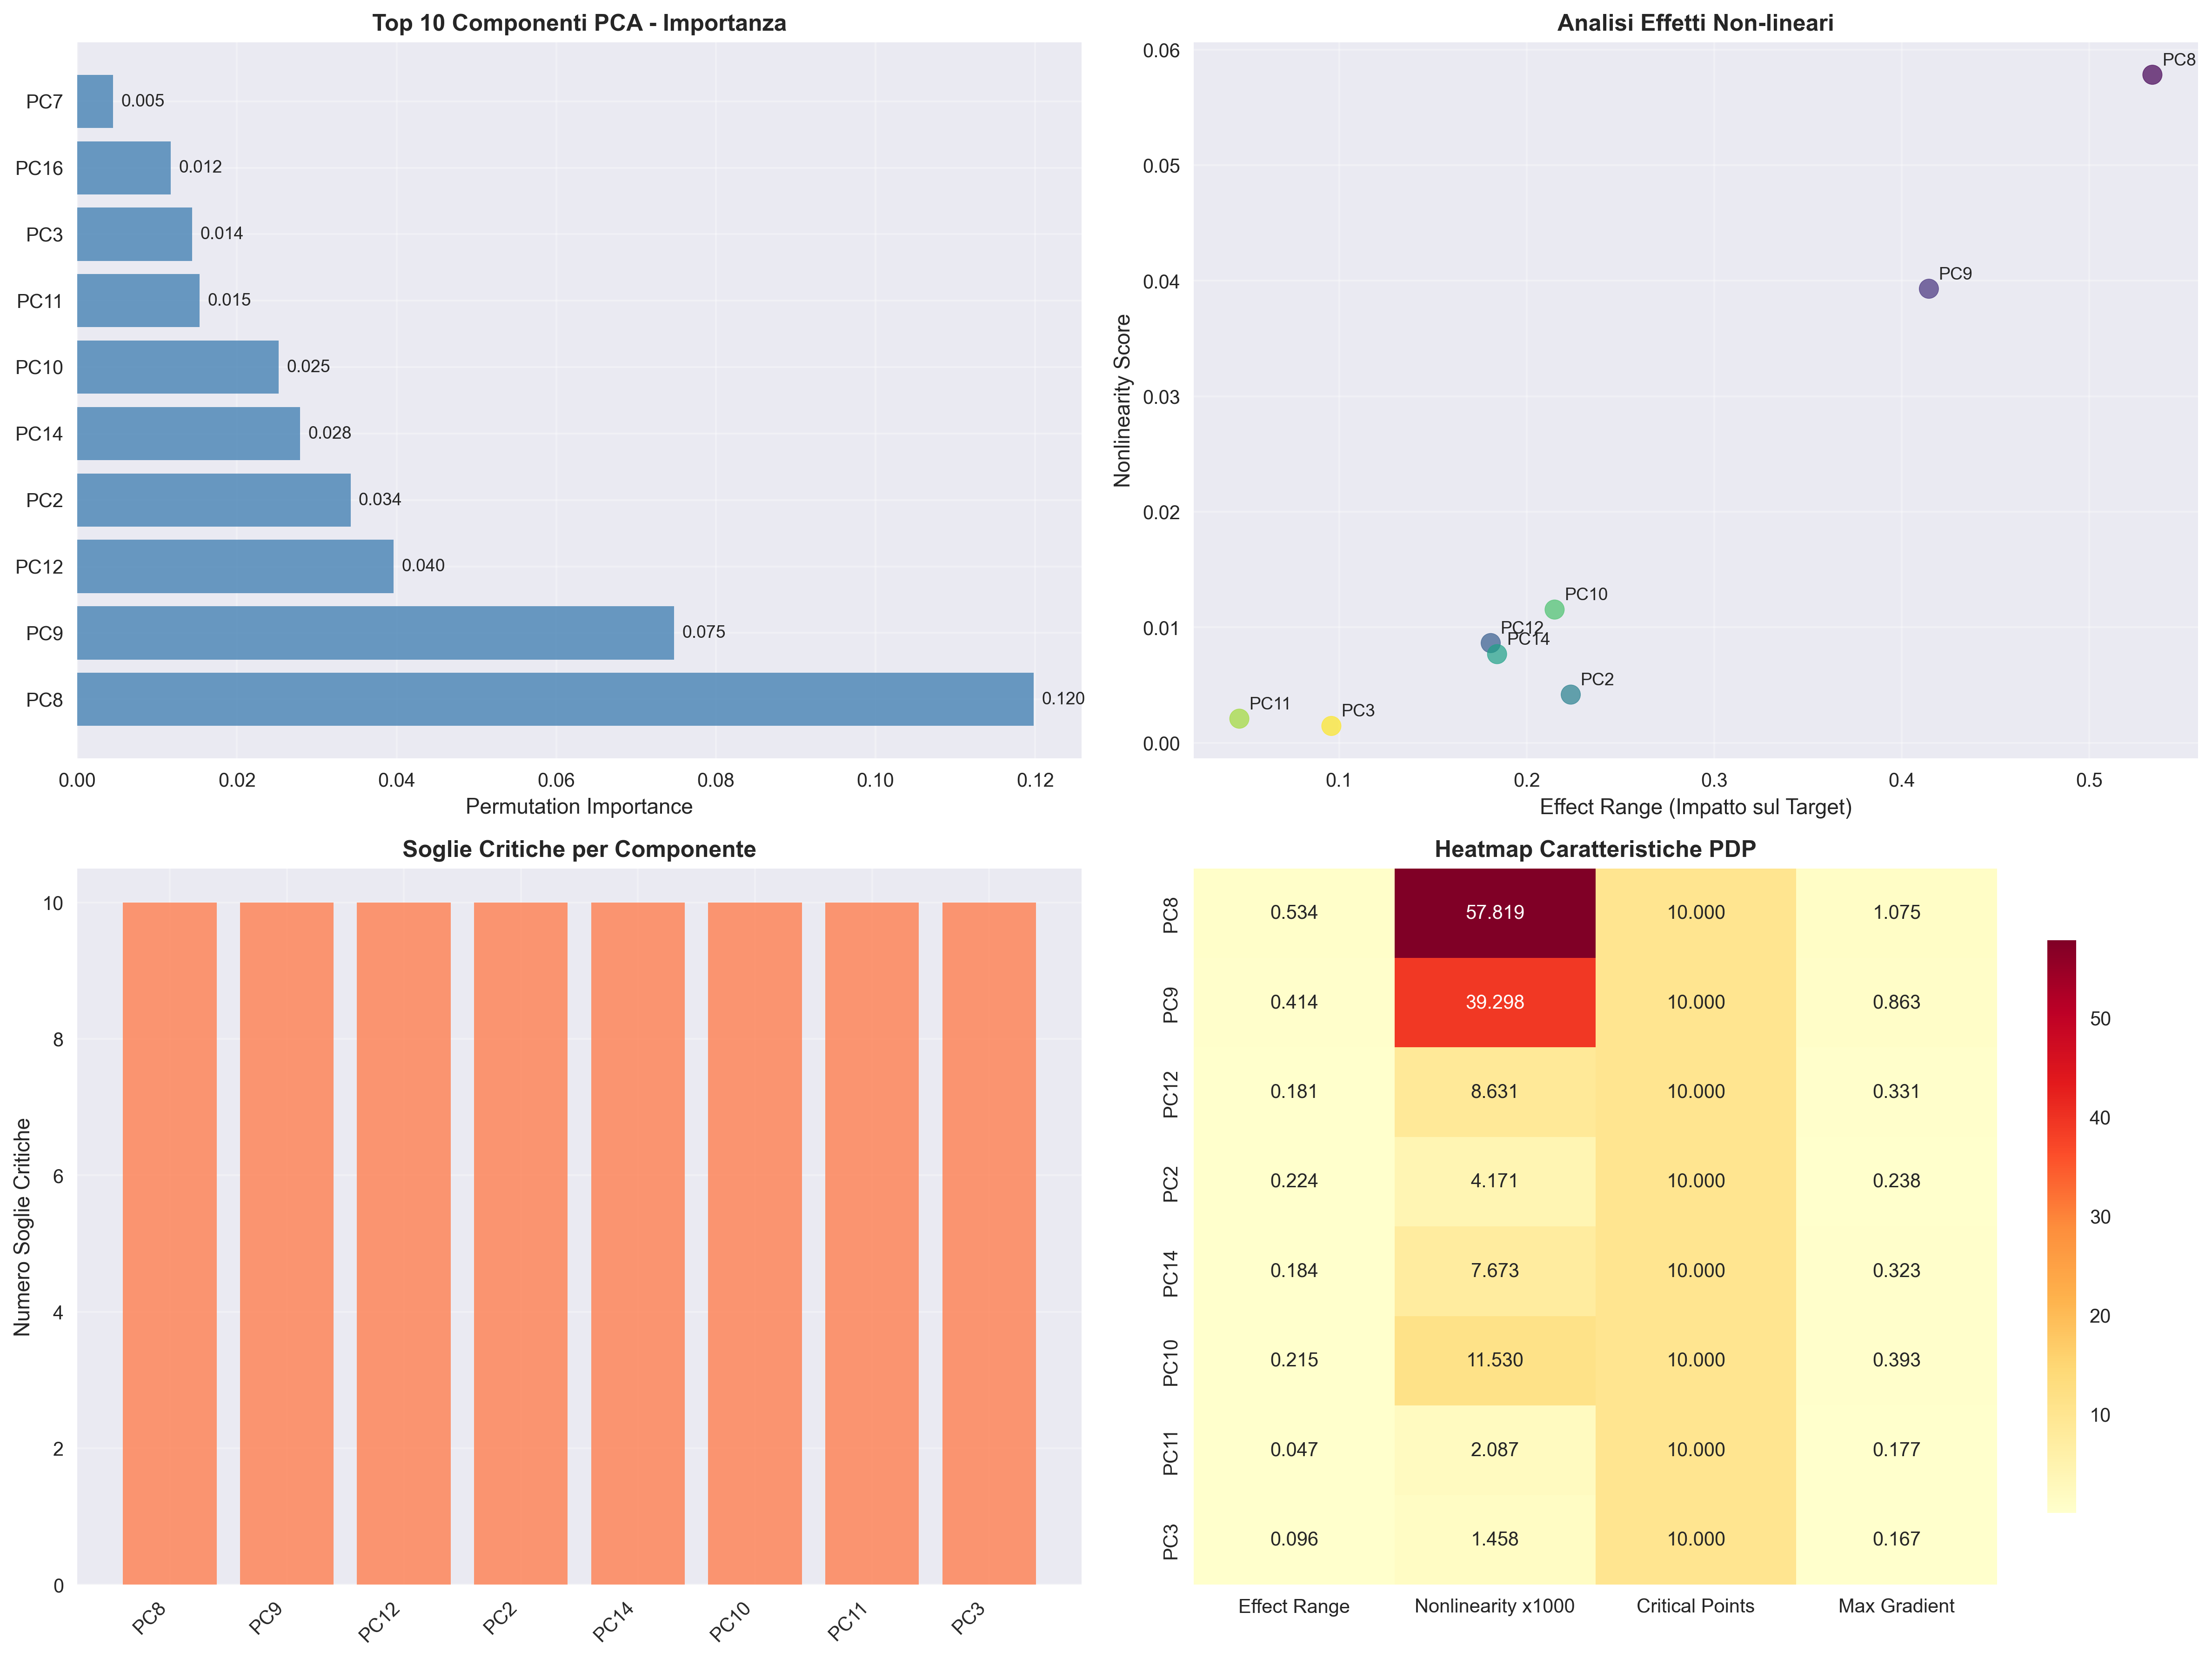 Top 10 Componenti PCA - Importanza
PC7
0.005
PC16
0.012
PC3
0.014
PC11
0.015
PC10
0.025
PC14
0.028
PC2
0.034
PC12
0.040
PC9
0.075
PC8
0.120
0.00 0.02 0.04 0.06 0.08 0.10 0.12
Permutation Importance
Analisi Effetti Non-lineari
Nonlinearity Score
0.06
0.05
0.04
0.03
0.02
0.01
0.00
PC8
PC9
PC10
PC12
PC14
PC2
PC11
PC3
0.1 0.2 0.3 0.4 0.5
Effect Range (Impatto sul Target)
Soglie Critiche per Componente
Numero Soglie Critiche
10
8
6
4
2
0
PC8 PC9 PC12 PC2 PC14 PC10 PC11 PC3
Heatmap Caratteristiche PDP
PC8 0.534 57.819 10.000 1.075
PC9 0.414 39.298 10.000 0.863
PC12 0.181 8.631 10.000 0.331
PC2 0.224 4.171 10.000 0.238
PC14 0.184 7.673 10.000 0.323
PC10 0.215 11.530 10.000 0.393
PC11 0.047 2.087 10.000 0.177
PC3 0.096 1.458 10.000 0.167
Effect Range Nonlinearity x1000 Critical Points Max Gradient
50
40
30
20
10